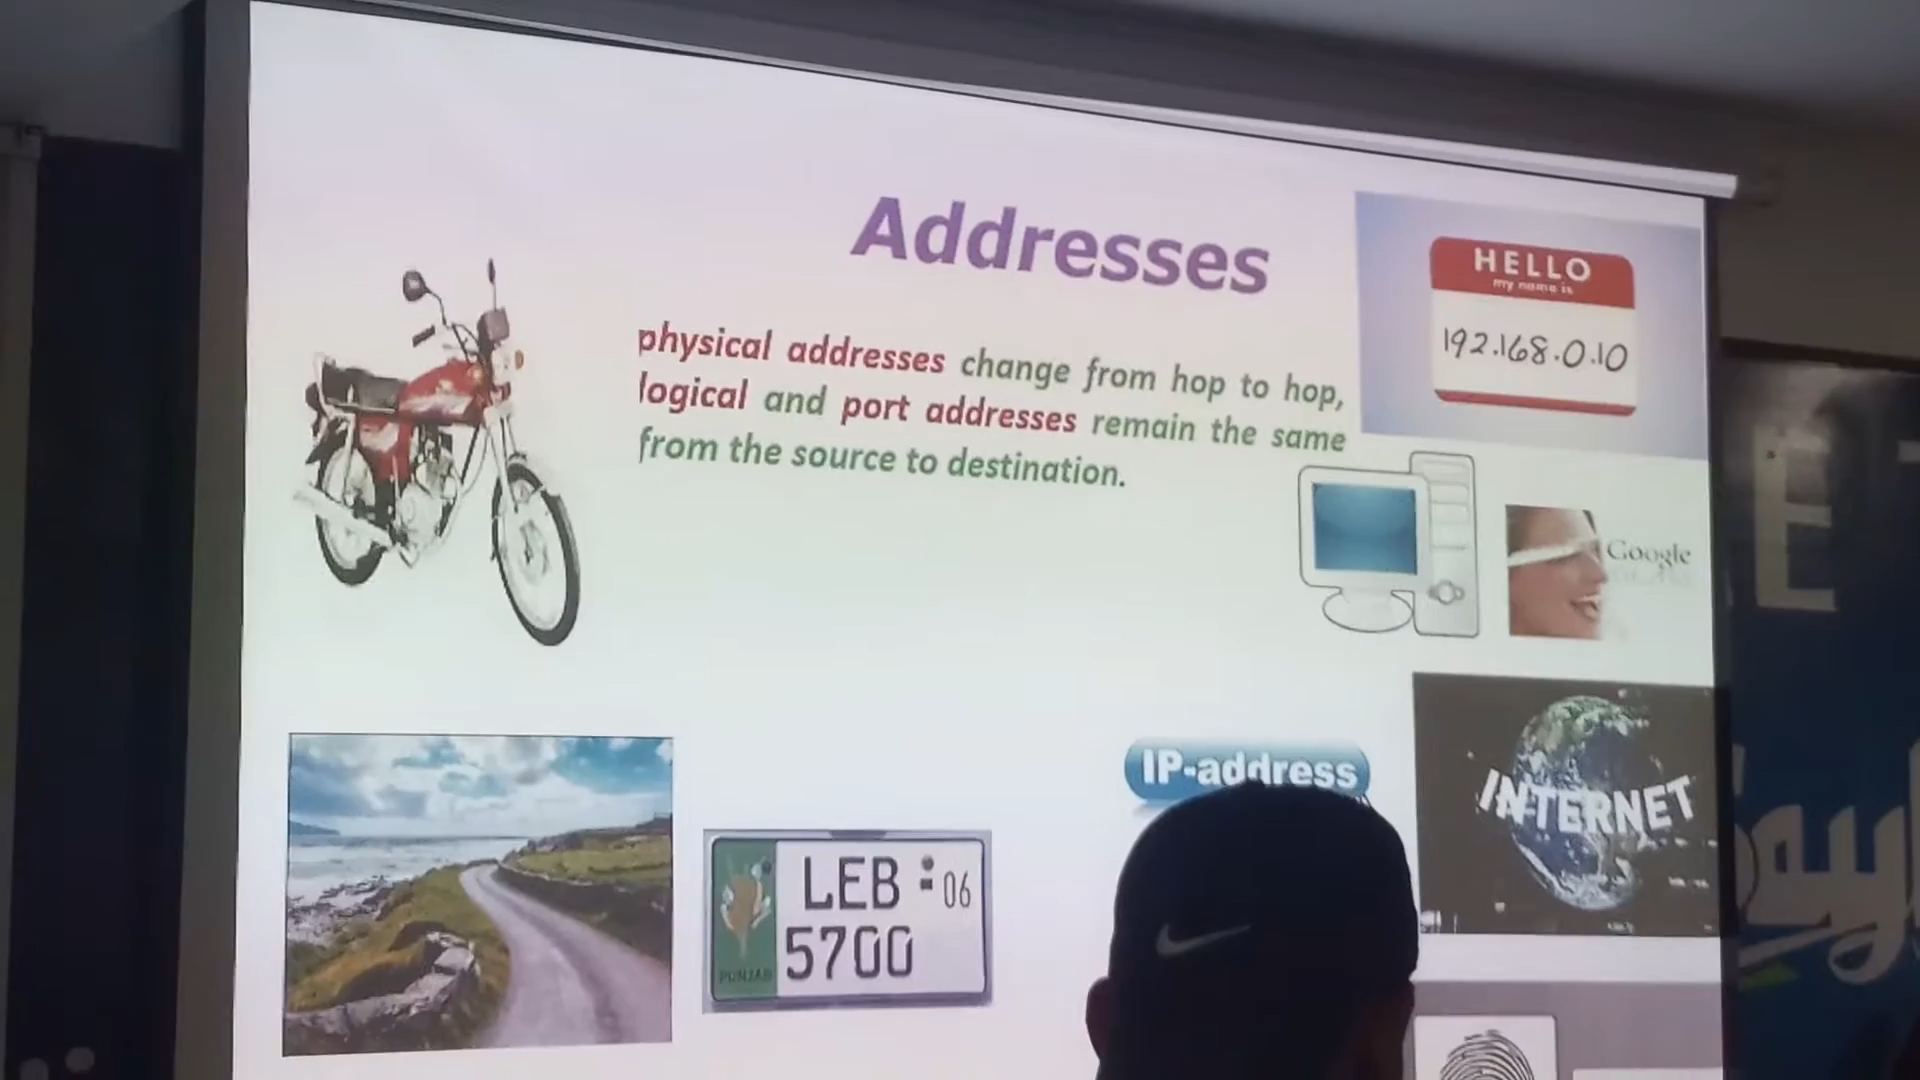 Addresses
HELLO
my name is
192.168.0.10
physical addresses change from hop to hop,
logical and port addresses remain the same
from the source to destination.
Google
IP-address
INTERNET
LEB 06
5700
PUNJAB